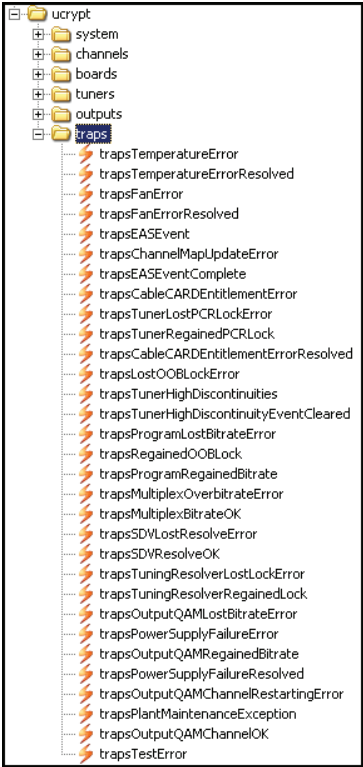 ucrypt
system
channels
boards
tuners
outputs
traps
trapsTemperatureError
trapsTemperatureErrorResolved
trapsFanError
trapsFanErrorResolved
trapsEASEvent
trapsChannelMapUpdateError
trapsEASEventComplete
trapsCableCARDEntitlementError
trapsTunerLostPCRLockError
trapsTunerRegainedPCRLock
trapsCableCARDEntitlementErrorResolved
trapsLostOOBLockError
trapsTunerHighDiscontinuities
trapsTunerHighDiscontinuityEventCleared
trapsProgramLostBitrateError
trapsRegainedOOBLock
trapsProgramRegainedBitrate
trapsMultiplexOverbitrateError
trapsMultiplexBitrateOK
trapsSDVLostResolveError
trapsSDVResolveOK
trapsTuningResolverLostLockError
trapsTuningResolverRegainedLock
trapsOutputQAMLostBitrateError
trapsPowerSupplyFailureError
trapsOutputQAMRegainedBitrate
trapsPowerSupplyFailureResolved
trapsOutputQAMChannelRestartingError
trapsPlantMaintenanceException
trapsOutputQAMChannelOK
trapsTestError